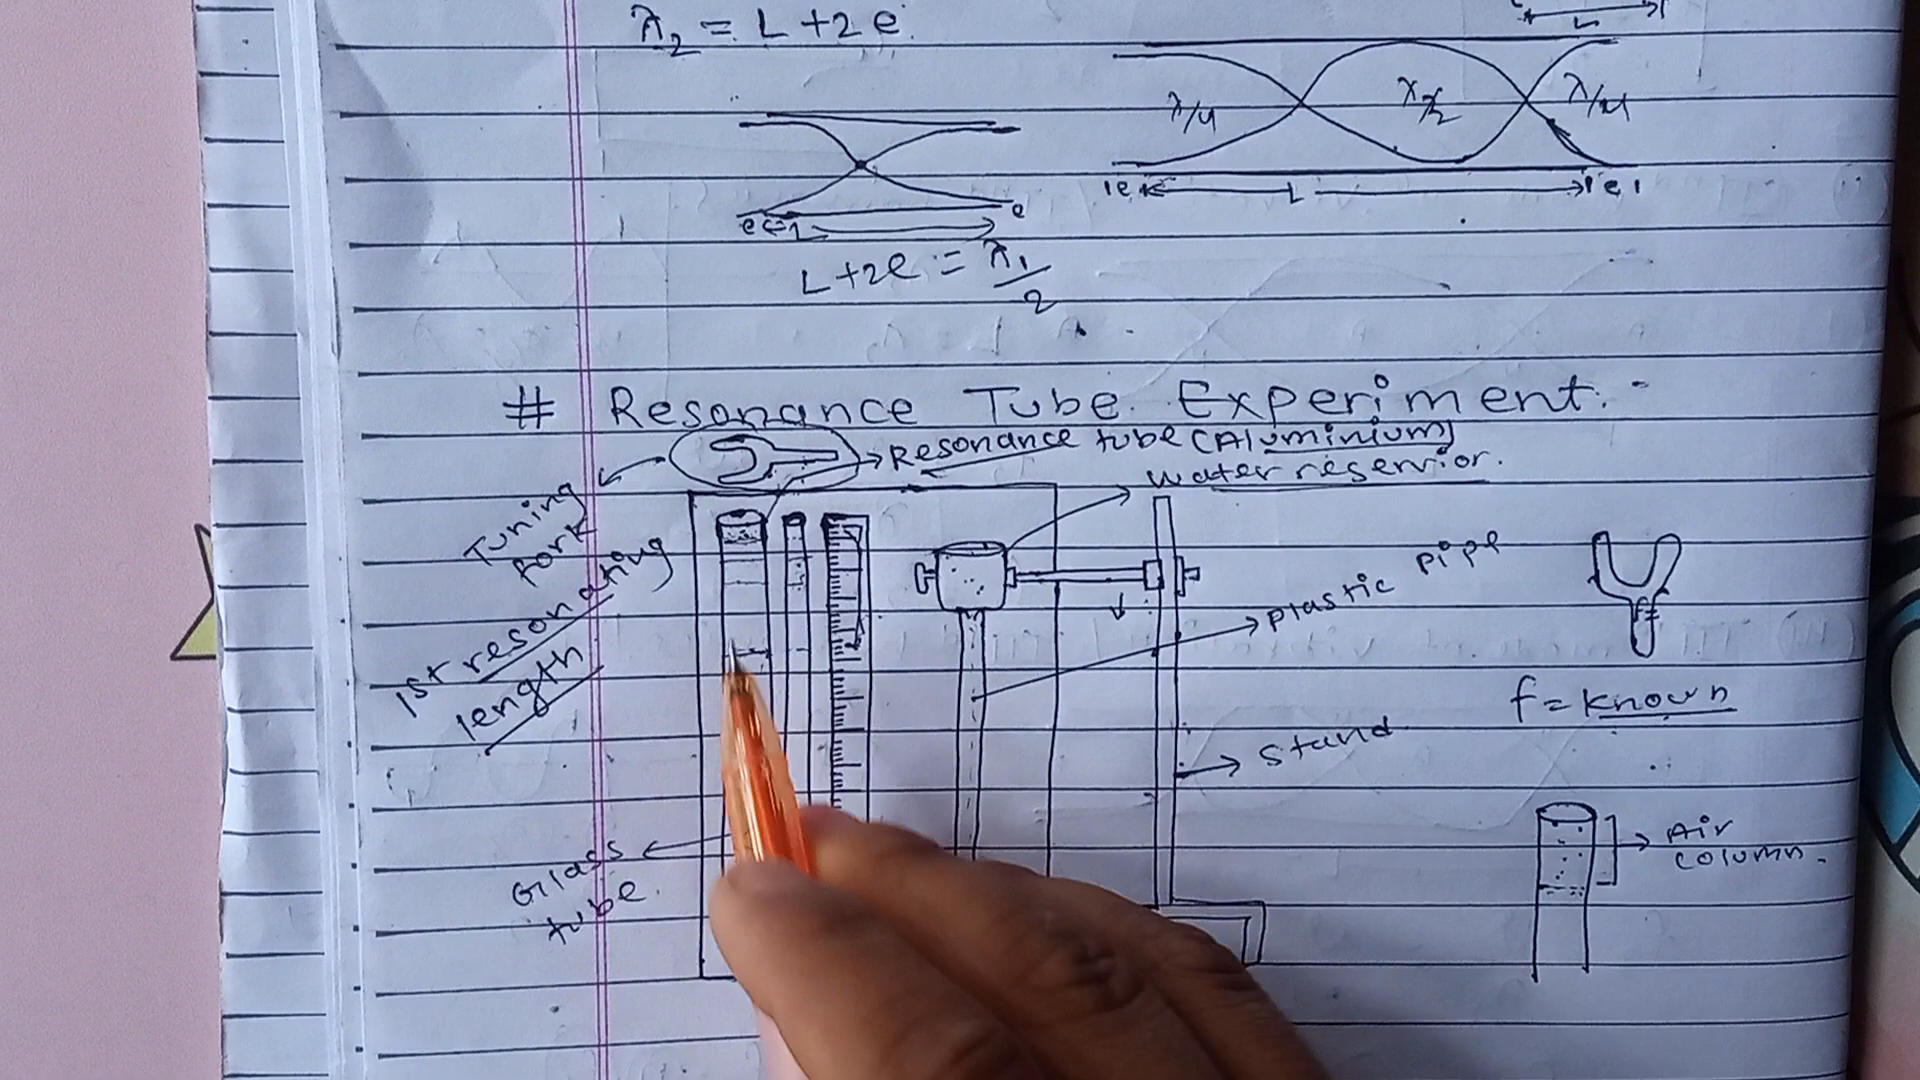 λ₂ = L + 2e
L
λ/4 λ/2 λ/4
e L e
e L e
L + 2e = λ₁/2
# Resonance Tube Experiment :-
Resonance tube (Aluminium)
water reservior.
Tuning
fork
1st resonating
length
plastic pipe
f = known
stand
Glass
tube
Air
column.